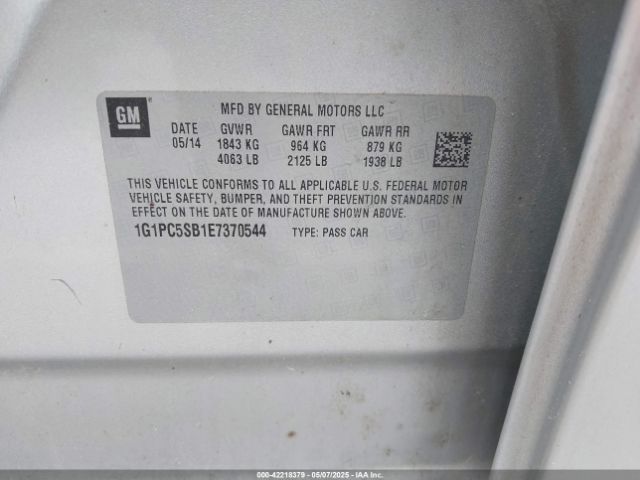 GM
MFD BY GENERAL MOTORS LLC
DATE GVWR GAWR FRT GAWR RR
05/14 1843 KG 964 KG 879 KG
4063 LB 2125 LB 1938 LB
THIS VEHICLE CONFORMS TO ALL APPLICABLE U.S. FEDERAL MOTOR
VEHICLE SAFETY, BUMPER, AND THEFT PREVENTION STANDARDS IN
EFFECT ON THE DATE OF MANUFACTURE SHOWN ABOVE.
1G1PC5SB1E7370544 TYPE: PASS CAR
000-42218379 - 05/07/2025 - IAAI.COM